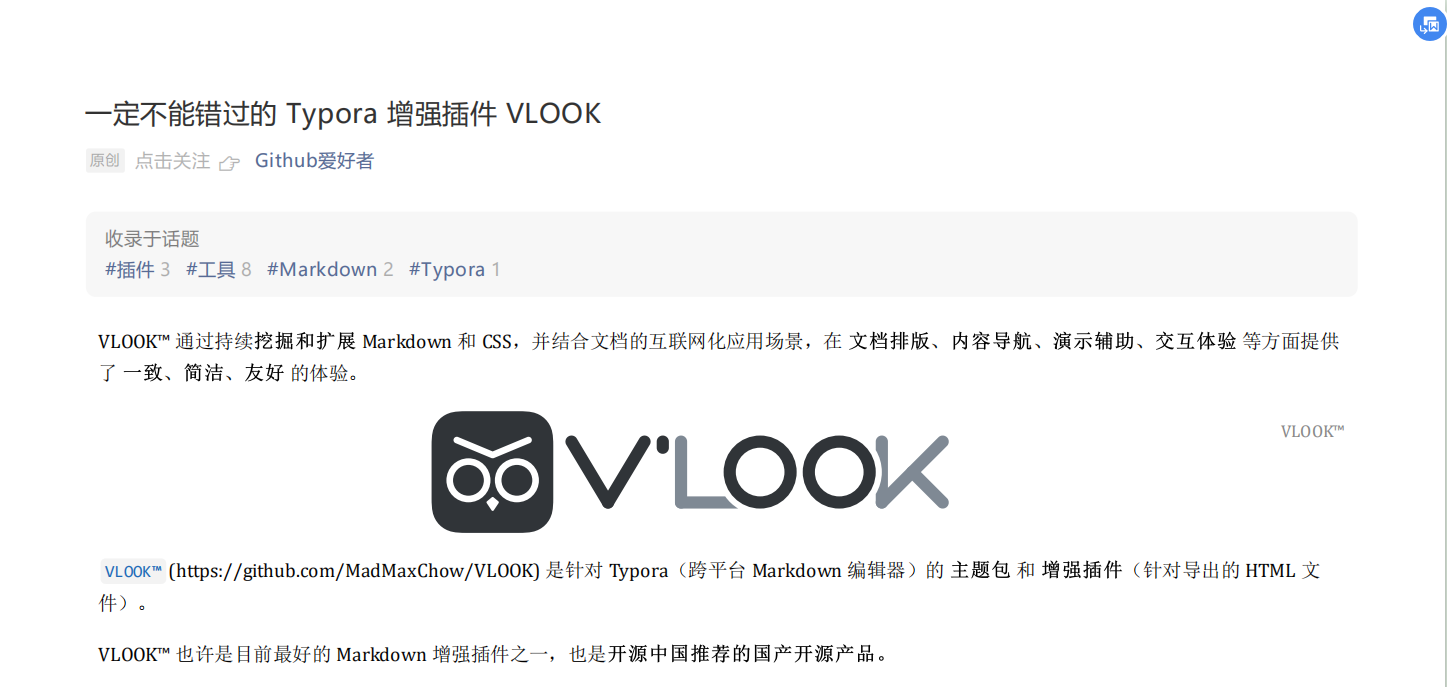 一定不能错过的 Typora 增强插件 VLOOK
原创 点击关注 👉 Github爱好者
收录于话题
#插件 3 #工具 8 #Markdown 2 #Typora 1
VLOOK™ 通过持续挖掘和扩展 Markdown 和 CSS，并结合文档的互联网化应用场景，在 文档排版、内容导航、演示辅助、交互体验 等方面提供
了 一致、简洁、友好 的体验。
V'LOOK
VLOOK™
VLOOK™ (https://github.com/MadMaxChow/VLOOK) 是针对 Typora（跨平台 Markdown 编辑器）的 主题包 和 增强插件（针对导出的 HTML 文
件）。
VLOOK™ 也许是目前最好的 Markdown 增强插件之一，也是开源中国推荐的国产开源产品。